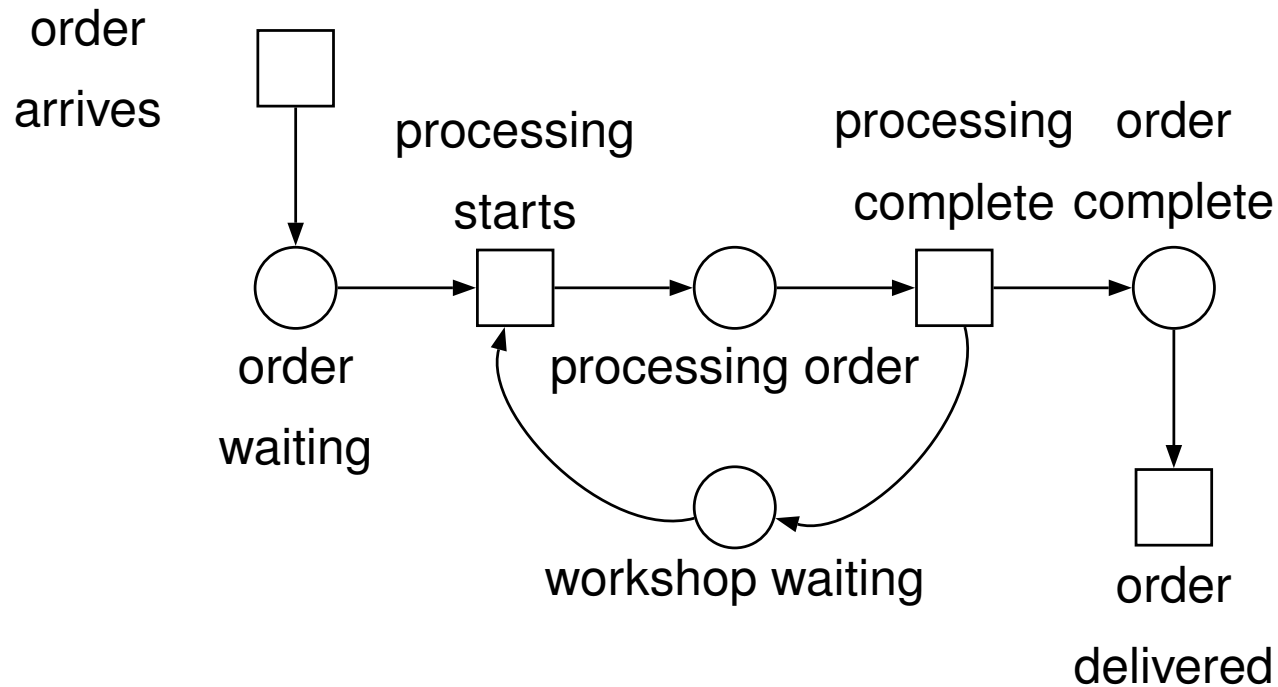 order
arrives
processing
starts
processing
complete
order
complete
order
waiting
processing order
workshop waiting
order
delivered